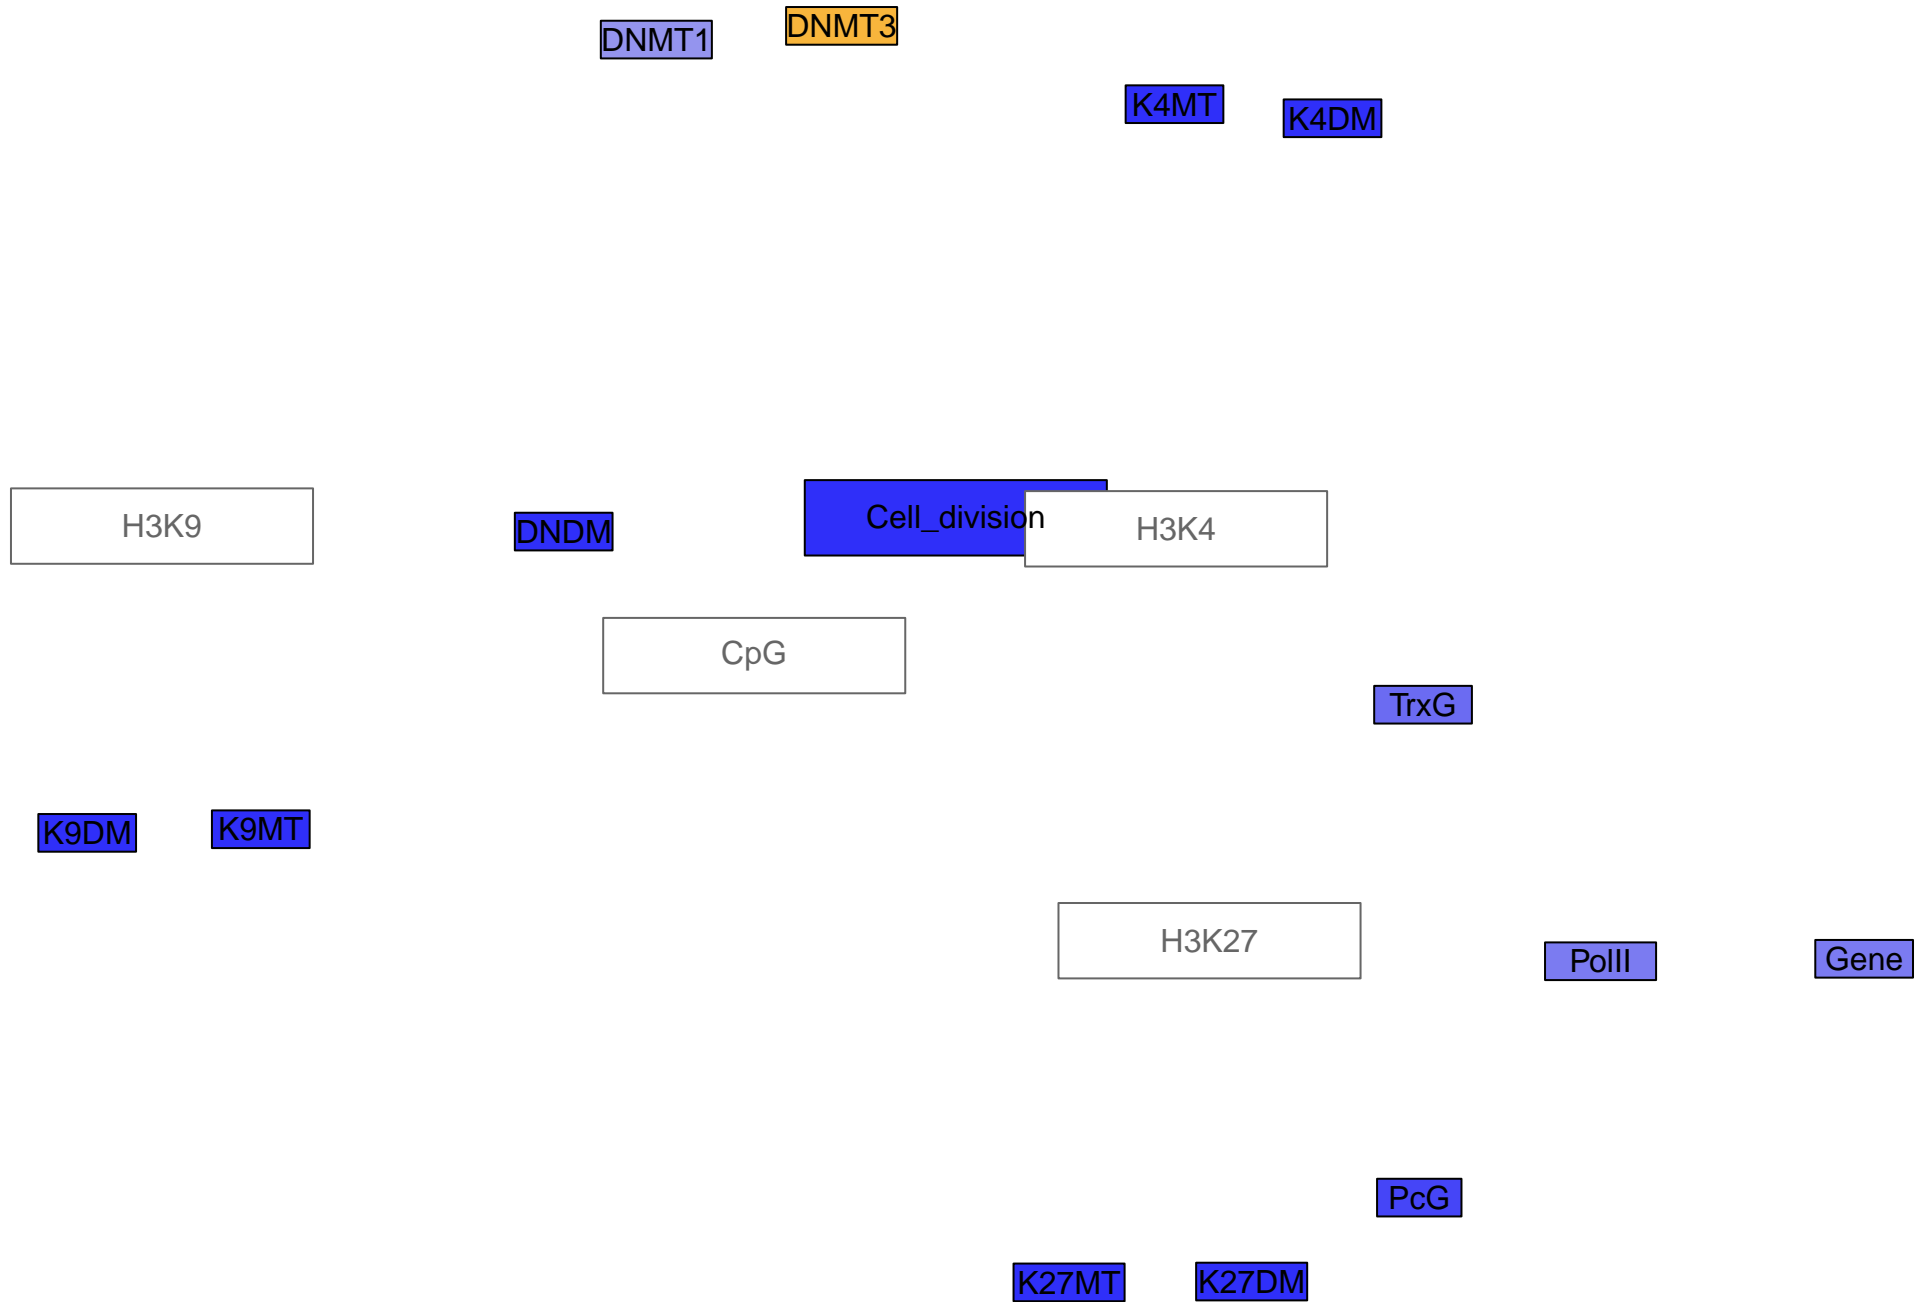 DNMT1
DNMT3
K4MT
K4DM
H3K9
DNDM
Cell_division
H3K4
CpG
TrxG
K9DM
K9MT
H3K27
PolII
Gene
PcG
K27MT
K27DM